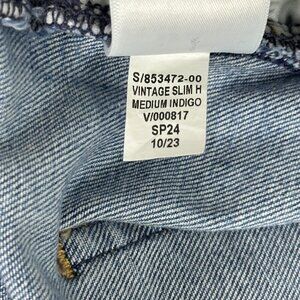 S/853472-00
VINTAGE SLIM H
MEDIUM INDIGO
V/000817
SP24
10/23